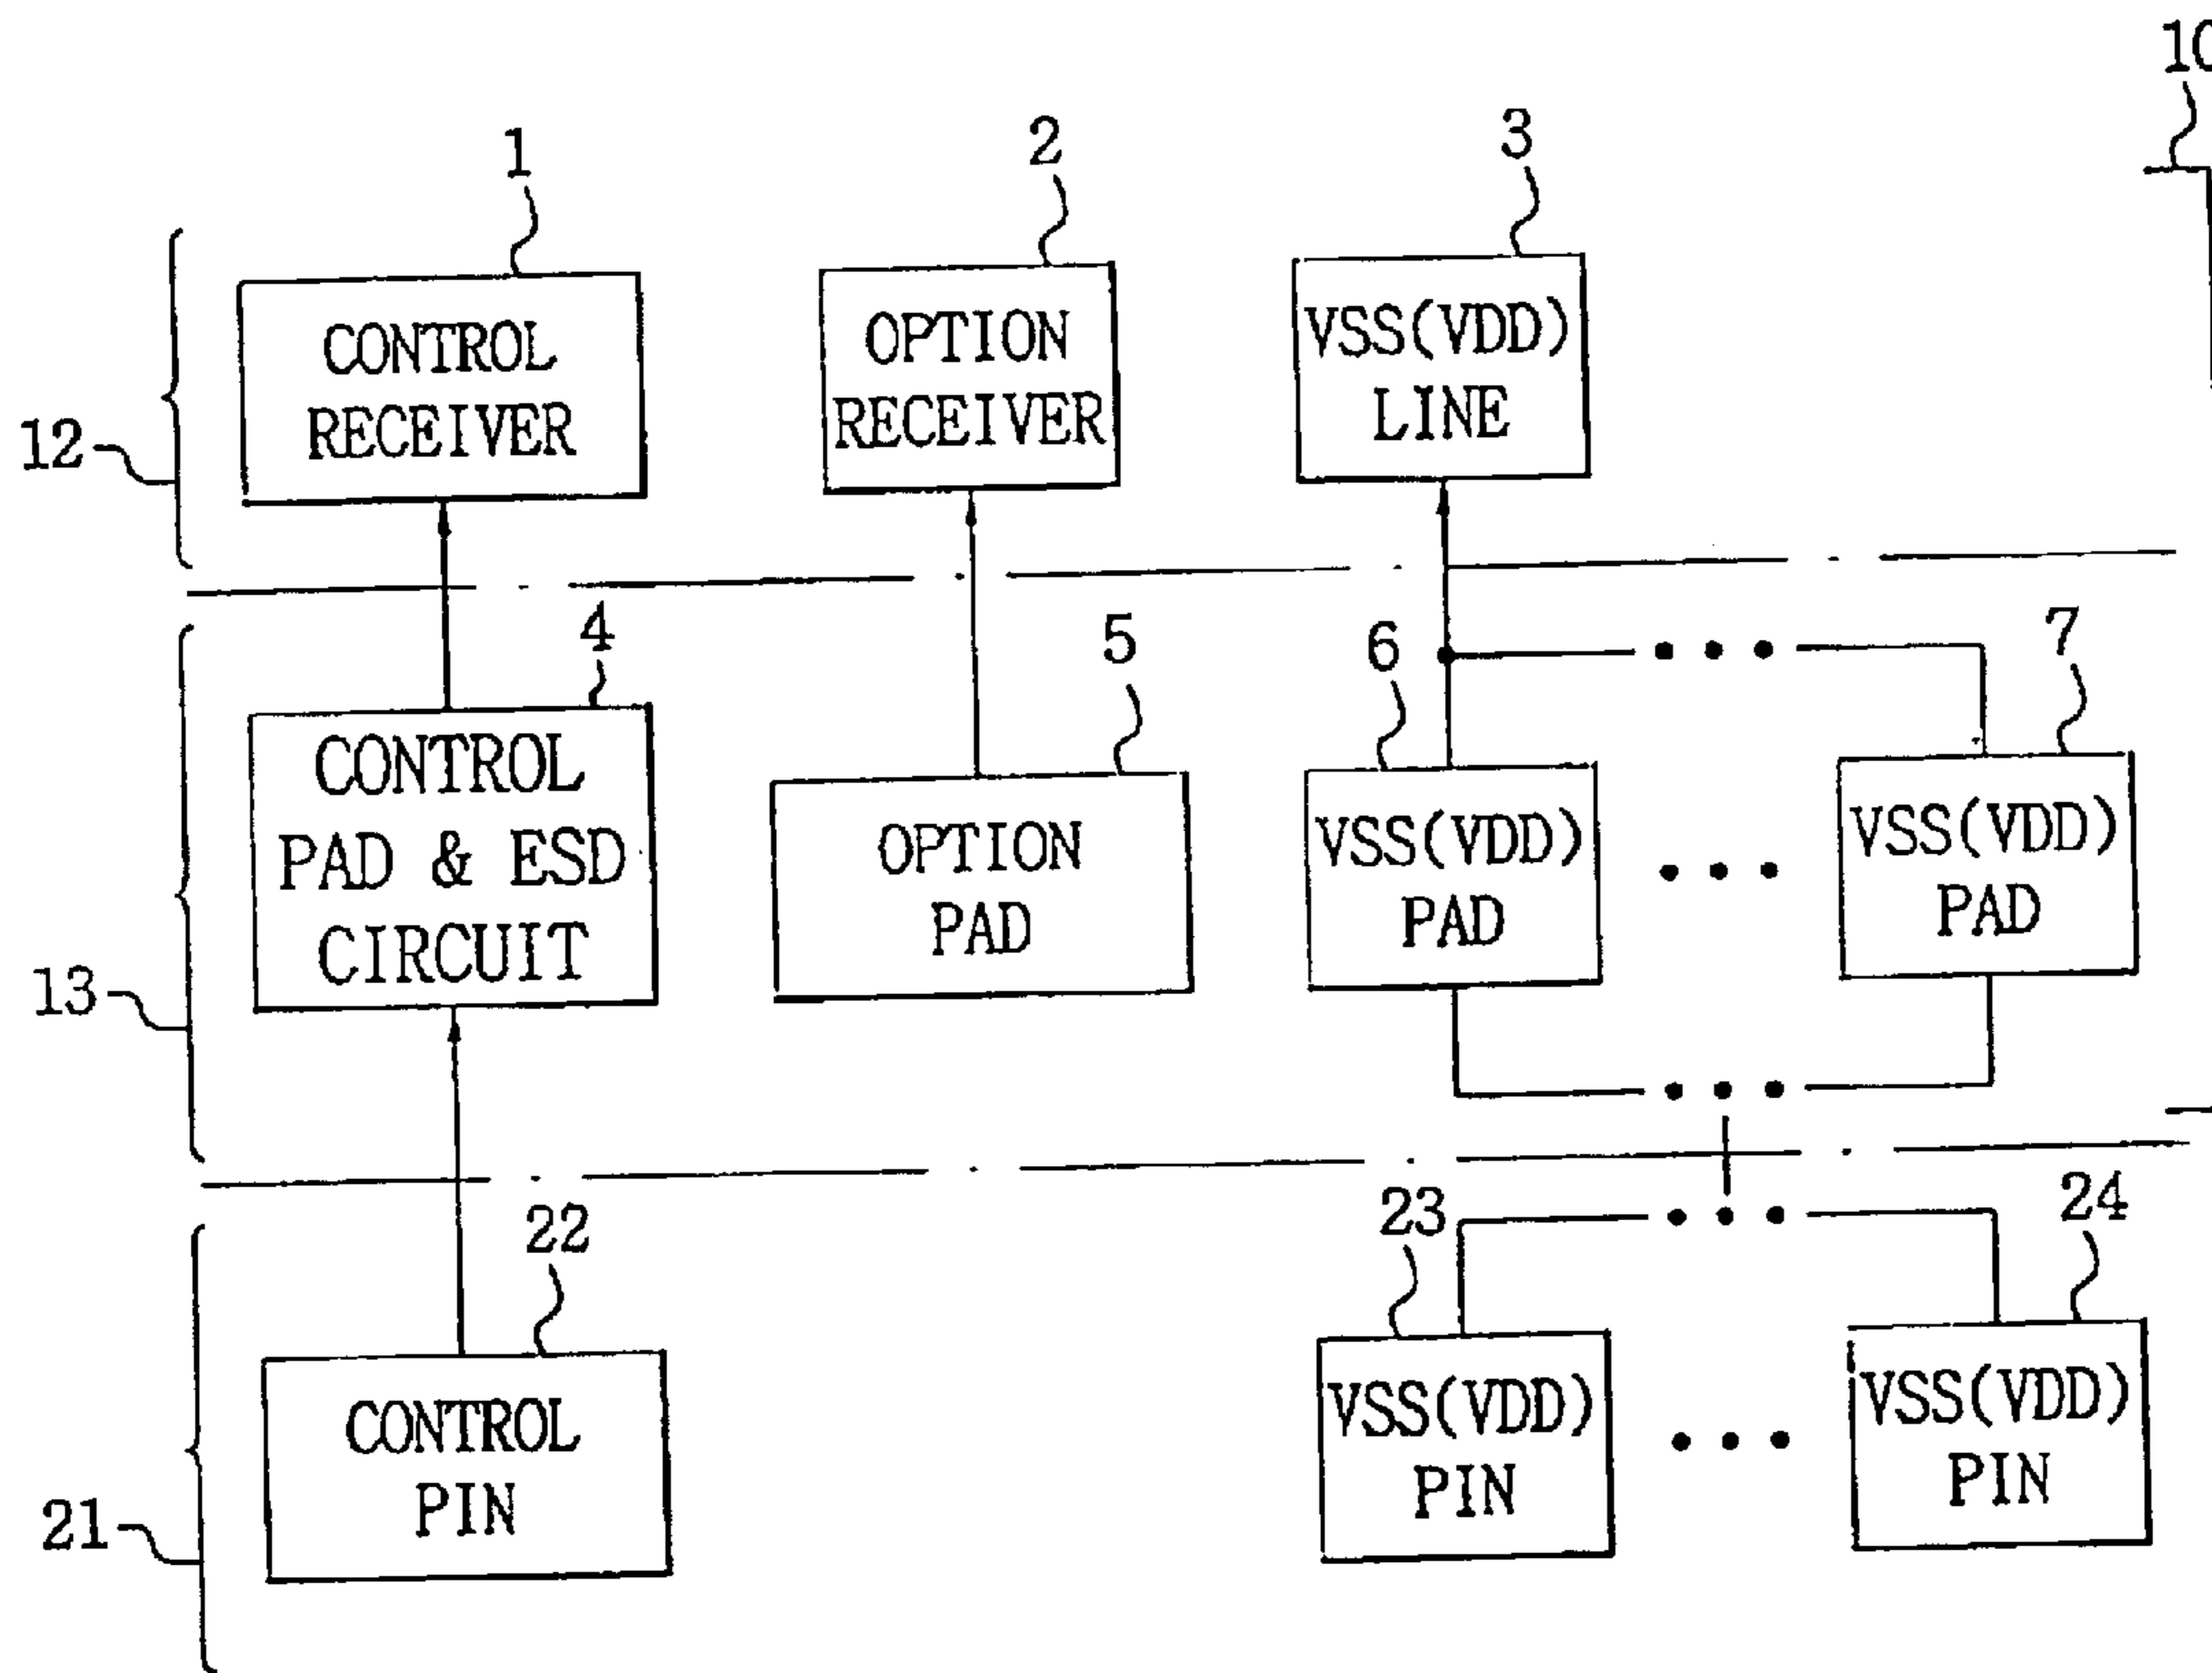 10
1
2
3
CONTROL
RECEIVER
OPTION
RECEIVER
VSS(VDD)
LINE
12
4
5
6
7
CONTROL
PAD & ESD
CIRCUIT
OPTION
PAD
VSS(VDD)
PAD
VSS(VDD)
PAD
13
22
23
24
CONTROL
PIN
VSS(VDD)
PIN
VSS(VDD)
PIN
21